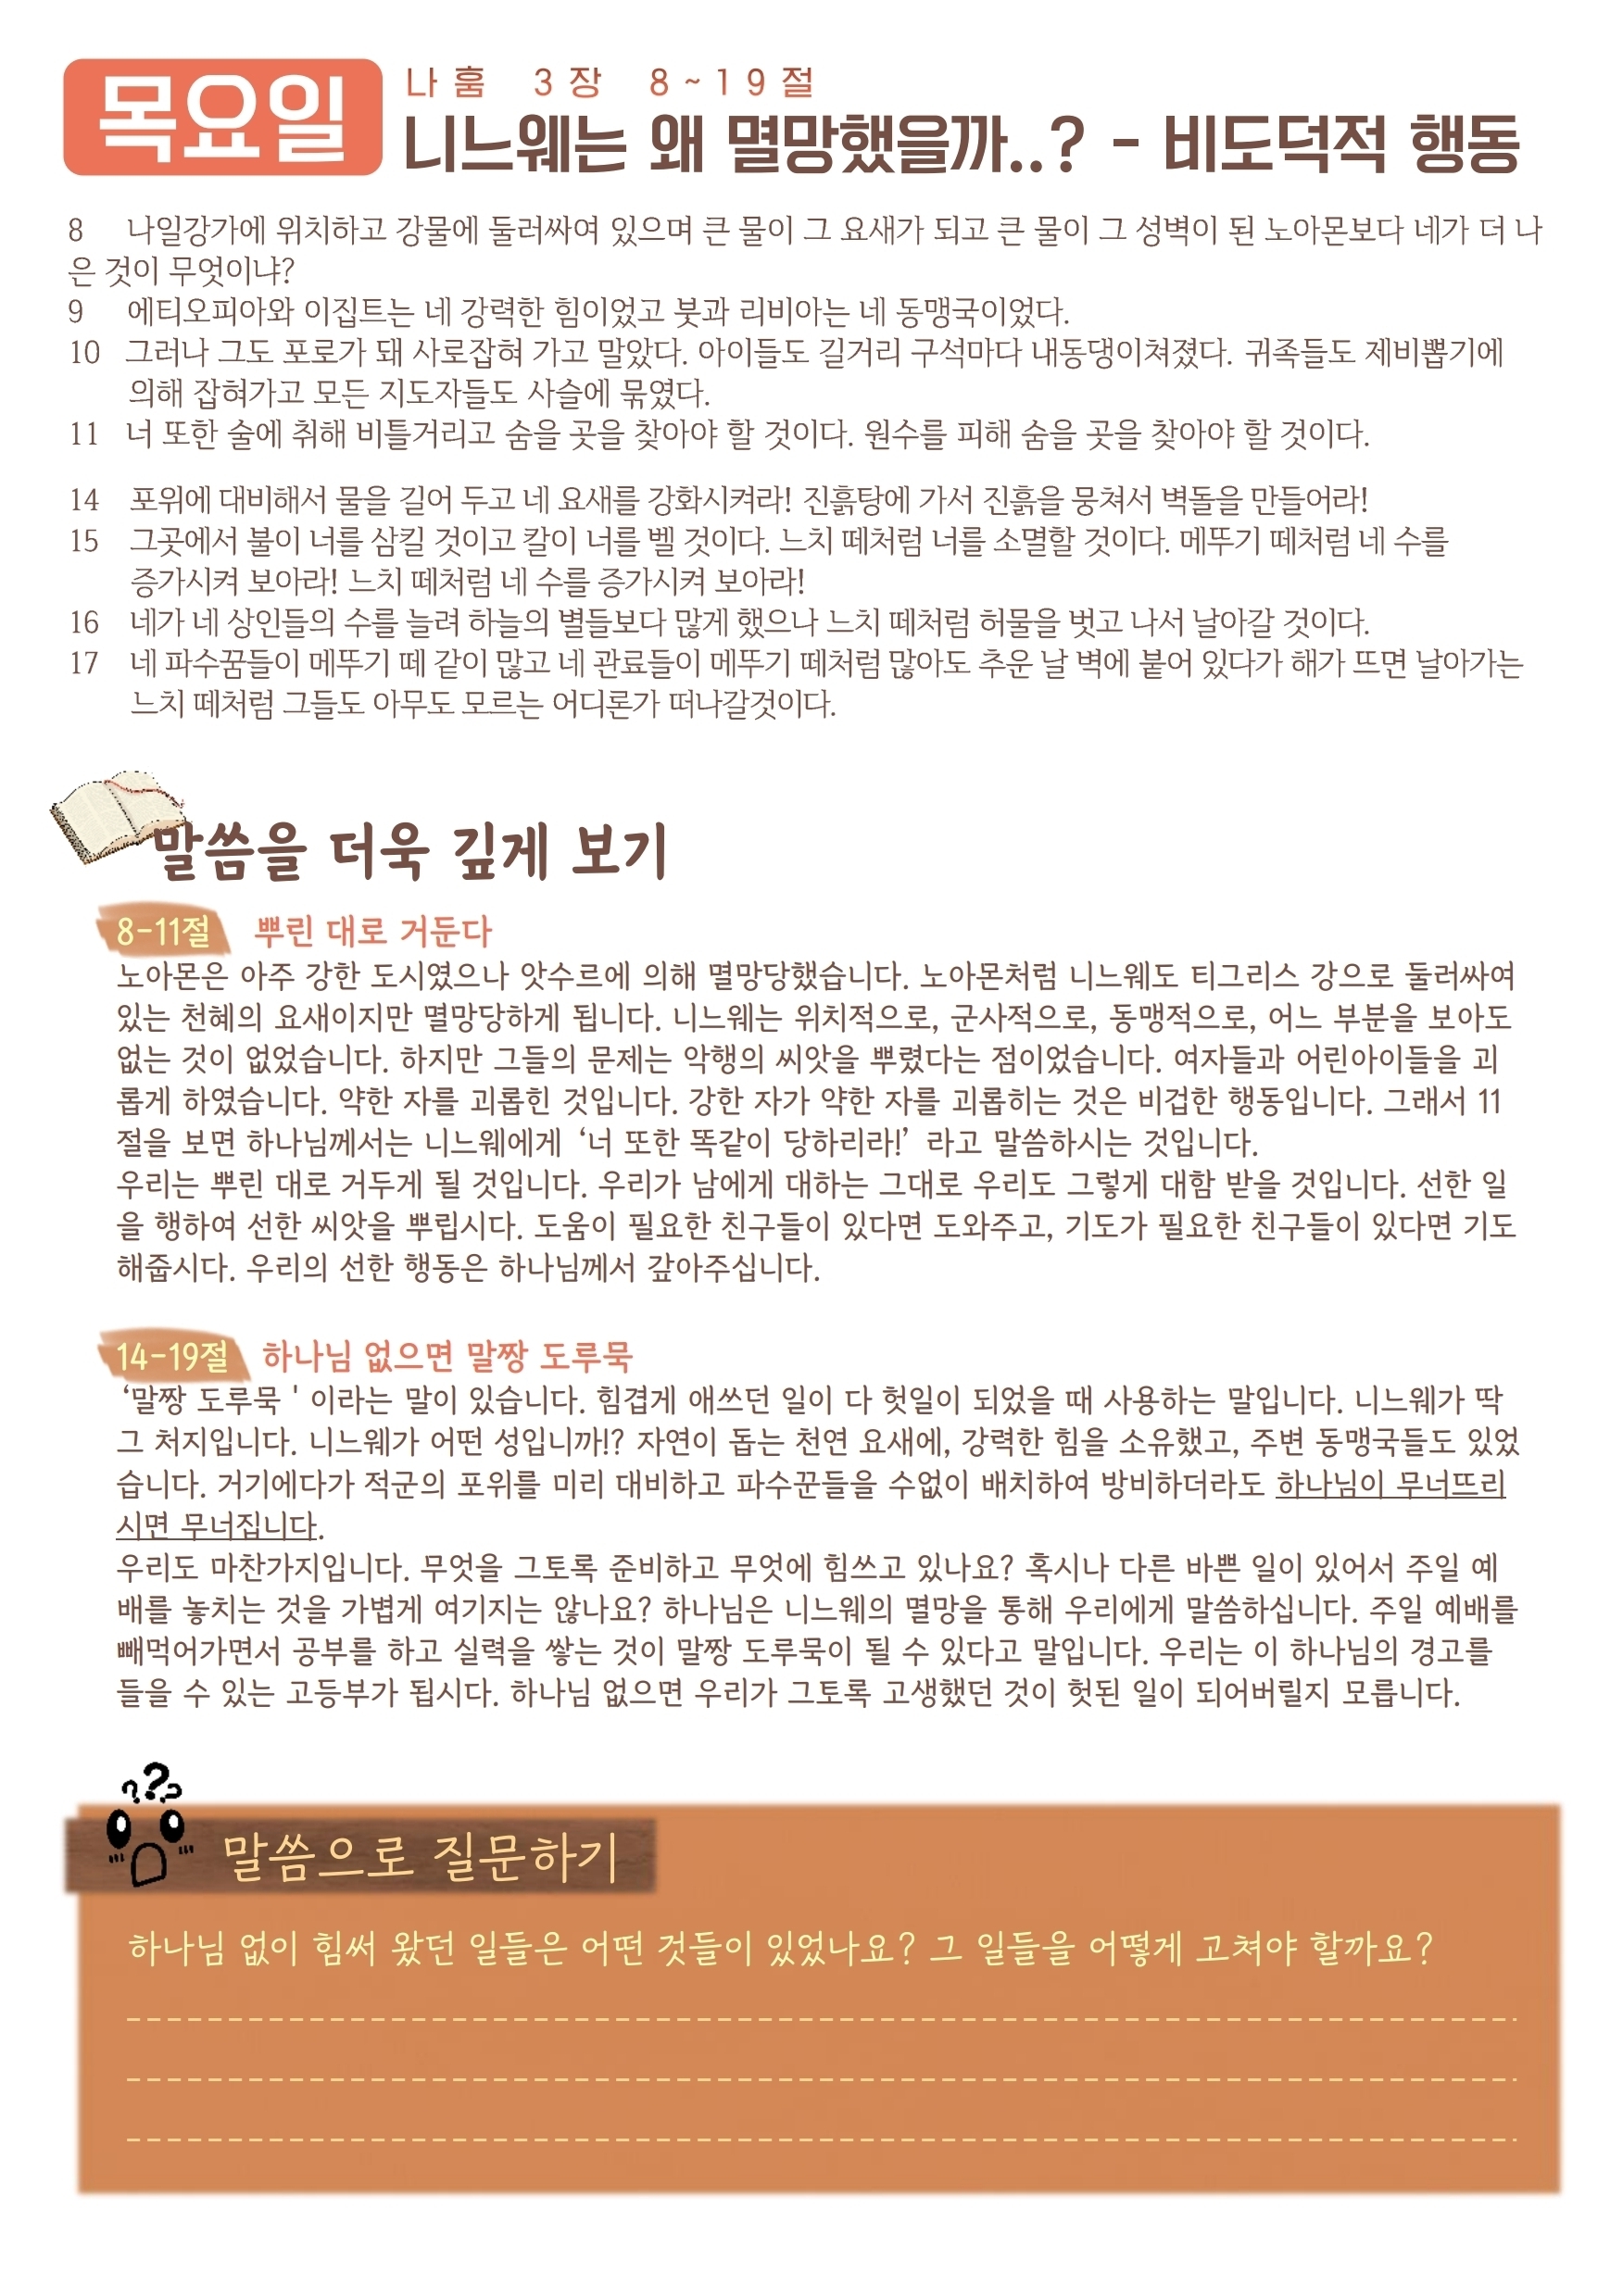 목요일
나훔 3장 8~19절
니느웨는 왜 멸망했을까..? - 비도덕적 행동
8 나일강가에 위치하고 강물에 둘러싸여 있으며 큰 물이 그 요새가 되고 큰 물이 그 성벽이 된 노아몬보다 네가 더 나
은 것이 무엇이냐?
9 에티오피아와 이집트는 네 강력한 힘이었고 붓과 리비아는 네 동맹국이었다.
10 그러나 그도 포로가 돼 사로잡혀 가고 말았다. 아이들도 길거리 구석마다 내동댕이쳐졌다. 귀족들도 제비뽑기에
의해 잡혀가고 모든 지도자들도 사슬에 묶였다.
11 너 또한 술에 취해 비틀거리고 숨을 곳을 찾아야 할 것이다. 원수를 피해 숨을 곳을 찾아야 할 것이다.
14 포위에 대비해서 물을 길어 두고 네 요새를 강화시켜라! 진흙탕에 가서 진흙을 뭉쳐서 벽돌을 만들어라!
15 그곳에서 불이 너를 삼킬 것이고 칼이 너를 벨 것이다. 느치 떼처럼 너를 소멸할 것이다. 메뚜기 떼처럼 네 수를
증가시켜 보아라! 느치 떼처럼 네 수를 증가시켜 보아라!
16 네가 네 상인들의 수를 늘려 하늘의 별들보다 많게 했으나 느치 떼처럼 허물을 벗고 나서 날아갈 것이다.
17 네 파수꿈들이 메뚜기 떼 같이 많고 네 관료들이 메뚜기 떼처럼 많아도 추운 날 벽에 붙어 있다가 해가 뜨면 날아가는
느치 떼처럼 그들도 아무도 모르는 어디론가 떠나갈것이다.
말씀을 더욱 깊게 보기
8-11절 뿌린 대로 거둔다
노아몬은 아주 강한 도시였으나 앗수르에 의해 멸망당했습니다. 노아몬처럼 니느웨도 티그리스 강으로 둘러싸여
있는 천혜의 요새이지만 멸망당하게 됩니다. 니느웨는 위치적으로, 군사적으로, 동맹적으로, 어느 부분을 보아도
없는 것이 없었습니다. 하지만 그들의 문제는 악행의 씨앗을 뿌렸다는 점이었습니다. 여자들과 어린아이들을 괴
롭게 하였습니다. 약한 자를 괴롭힌 것입니다. 강한 자가 약한 자를 괴롭히는 것은 비겁한 행동입니다. 그래서 11
절을 보면 하나님께서는 니느웨에게 ‘너 또한 똑같이 당하리라!’ 라고 말씀하시는 것입니다.
우리는 뿌린 대로 거두게 될 것입니다. 우리가 남에게 대하는 그대로 우리도 그렇게 대함 받을 것입니다. 선한 일
을 행하여 선한 씨앗을 뿌립시다. 도움이 필요한 친구들이 있다면 도와주고, 기도가 필요한 친구들이 있다면 기도
해줍시다. 우리의 선한 행동은 하나님께서 갚아주십니다.
14-19절 하나님 없으면 말짱 도루묵
‘말짱 도루묵 ' 이라는 말이 있습니다. 힘겹게 애쓰던 일이 다 헛일이 되었을 때 사용하는 말입니다. 니느웨가 딱
그 처지입니다. 니느웨가 어떤 성입니까!? 자연이 돕는 천연 요새에, 강력한 힘을 소유했고, 주변 동맹국들도 있었
습니다. 거기에다가 적군의 포위를 미리 대비하고 파수꾼들을 수없이 배치하여 방비하더라도 하나님이 무너뜨리
시면 무너집니다.
우리도 마찬가지입니다. 무엇을 그토록 준비하고 무엇에 힘쓰고 있나요? 혹시나 다른 바쁜 일이 있어서 주일 예
배를 놓치는 것을 가볍게 여기지는 않나요? 하나님은 니느웨의 멸망을 통해 우리에게 말씀하십니다. 주일 예배를
빼먹어가면서 공부를 하고 실력을 쌓는 것이 말짱 도루묵이 될 수 있다고 말입니다. 우리는 이 하나님의 경고를
들을 수 있는 고등부가 됩시다. 하나님 없으면 우리가 그토록 고생했던 것이 헛된 일이 되어버릴지 모릅니다.
???
말씀으로 질문하기
하나님 없이 힘써 왔던 일들은 어떤 것들이 있었나요? 그 일들을 어떻게 고쳐야 할까요?